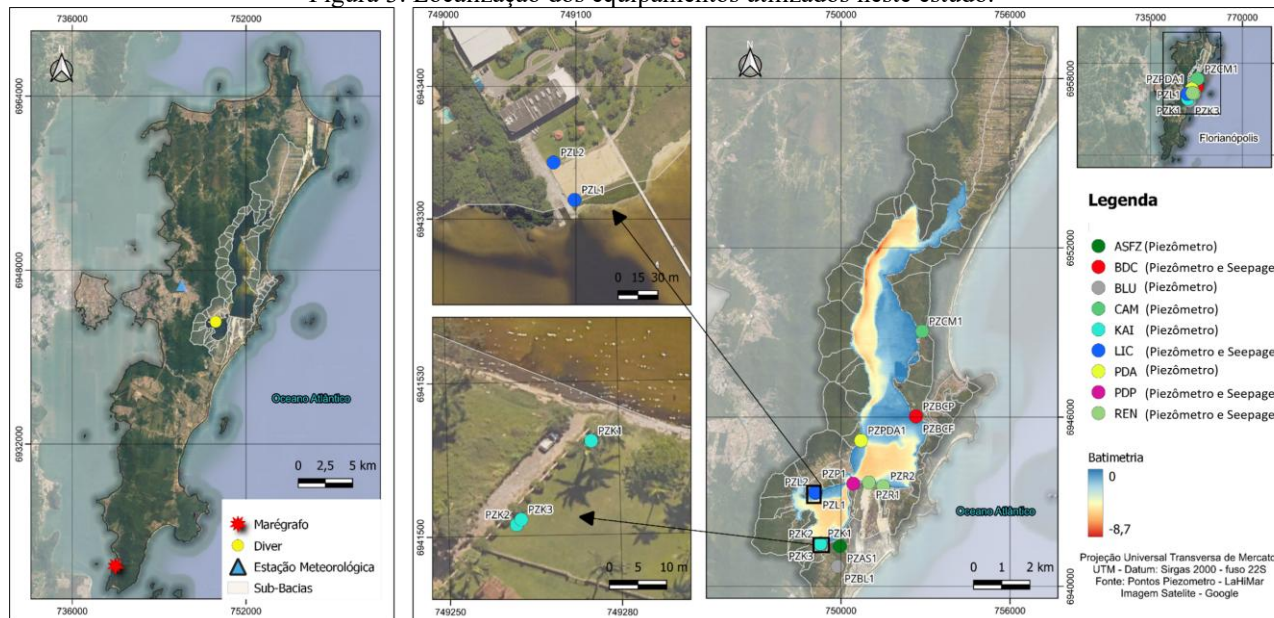 Figura 3. Localização dos equipamentos utilizados neste estudo.
736000
752000
6964000
6948000
6932000
Oceano Atlântico
0 2,5 5 km
Marégrafo
Diver
Estação Meteorológica
Sub-Bacias
736000
752000
749000
749100
6943400
6943300
PZL2
PZL1
0 15 30 m
6941530
6941500
PZK1
PZK3
PZK2
0 5 10 m
749250
749280
750000
756000
N
6958000
6952000
6946000
6940000
PZCM1
PZBCP
PZBCF
PZPDA1
PZP1
PZR2
PZR1
PZL2
PZL1
PZK2
PZK1
PZK3
PZAS1
PZBL1
Oceano Atlântico
0 1 2 km
750000
756000
735000
770000
PZCM1
PZPDA1
PZL1
PZK1
PZK3
Florianópolis
Legenda
ASFZ (Piezômetro)
BDC (Piezômetro e Seepage
BLU (Piezômetro)
CAM (Piezômetro)
KAI (Piezômetro)
LIC (Piezômetro e Seepage
PDA (Piezômetro)
PDP (Piezômetro e Seepage
REN (Piezômetro e Seepage
Batimetria
0
-8,7
Projeção Universal Transversa de Mercato
UTM - Datum: Sirgas 2000 - fuso 22S
Fonte: Pontos Piezometro - LaHiMar
Imagem Satelite - Google